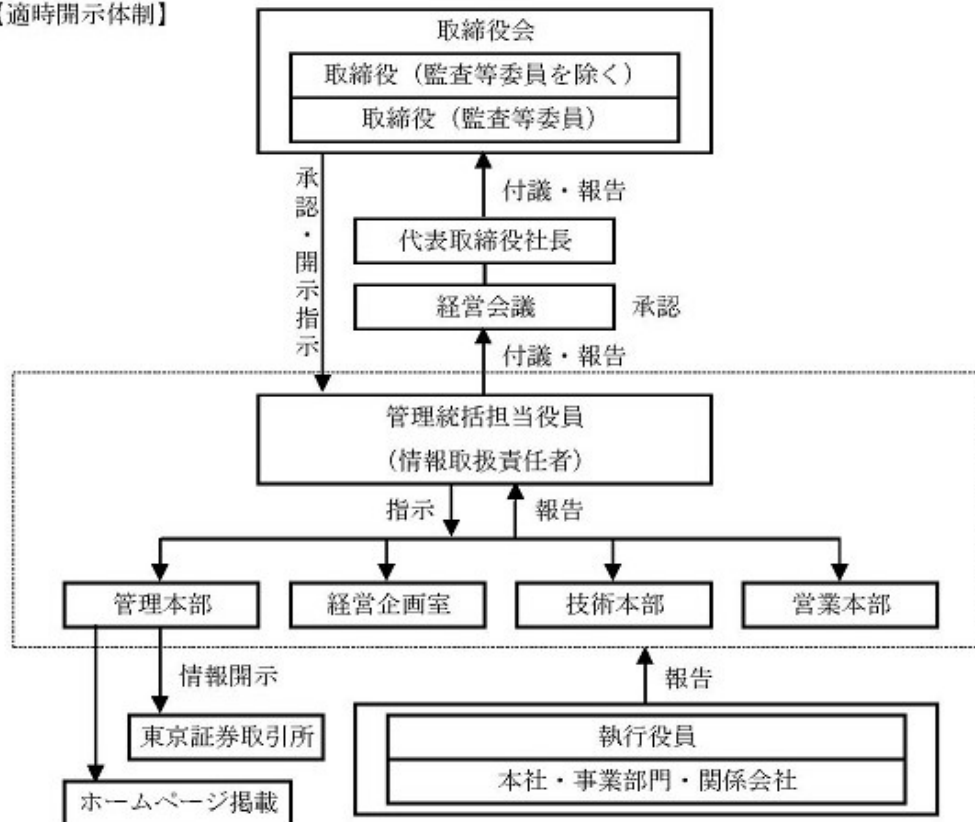 【適時開示体制】
取締役会
取締役（監査等委員を除く）
取締役（監査等委員）
承認・開示指示
付議・報告
代表取締役社長
経営会議
承認
付議・報告
管理統括担当役員
（情報取扱責任者）
指示
報告
管理本部
経営企画室
技術本部
営業本部
情報開示
報告
東京証券取引所
執行役員
本社・事業部門・関係会社
ホームページ掲載